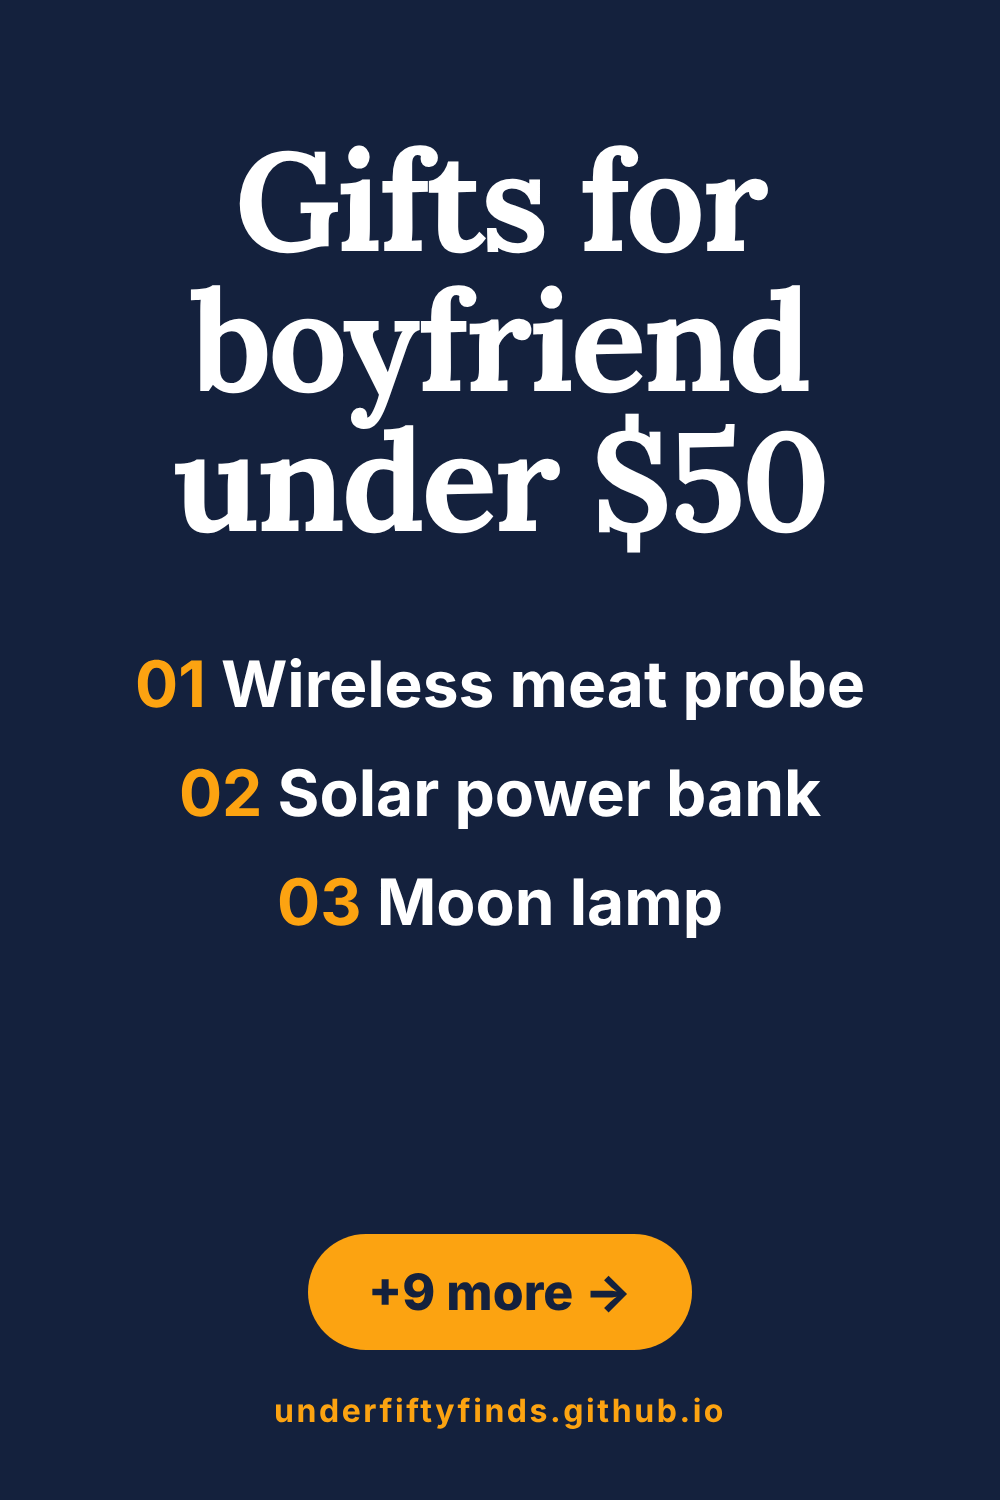 Gifts for
boyfriend
under $50
01 Wireless meat probe
02 Solar power bank
03 Moon lamp
+9 more →
underfiftyfinds.github.io